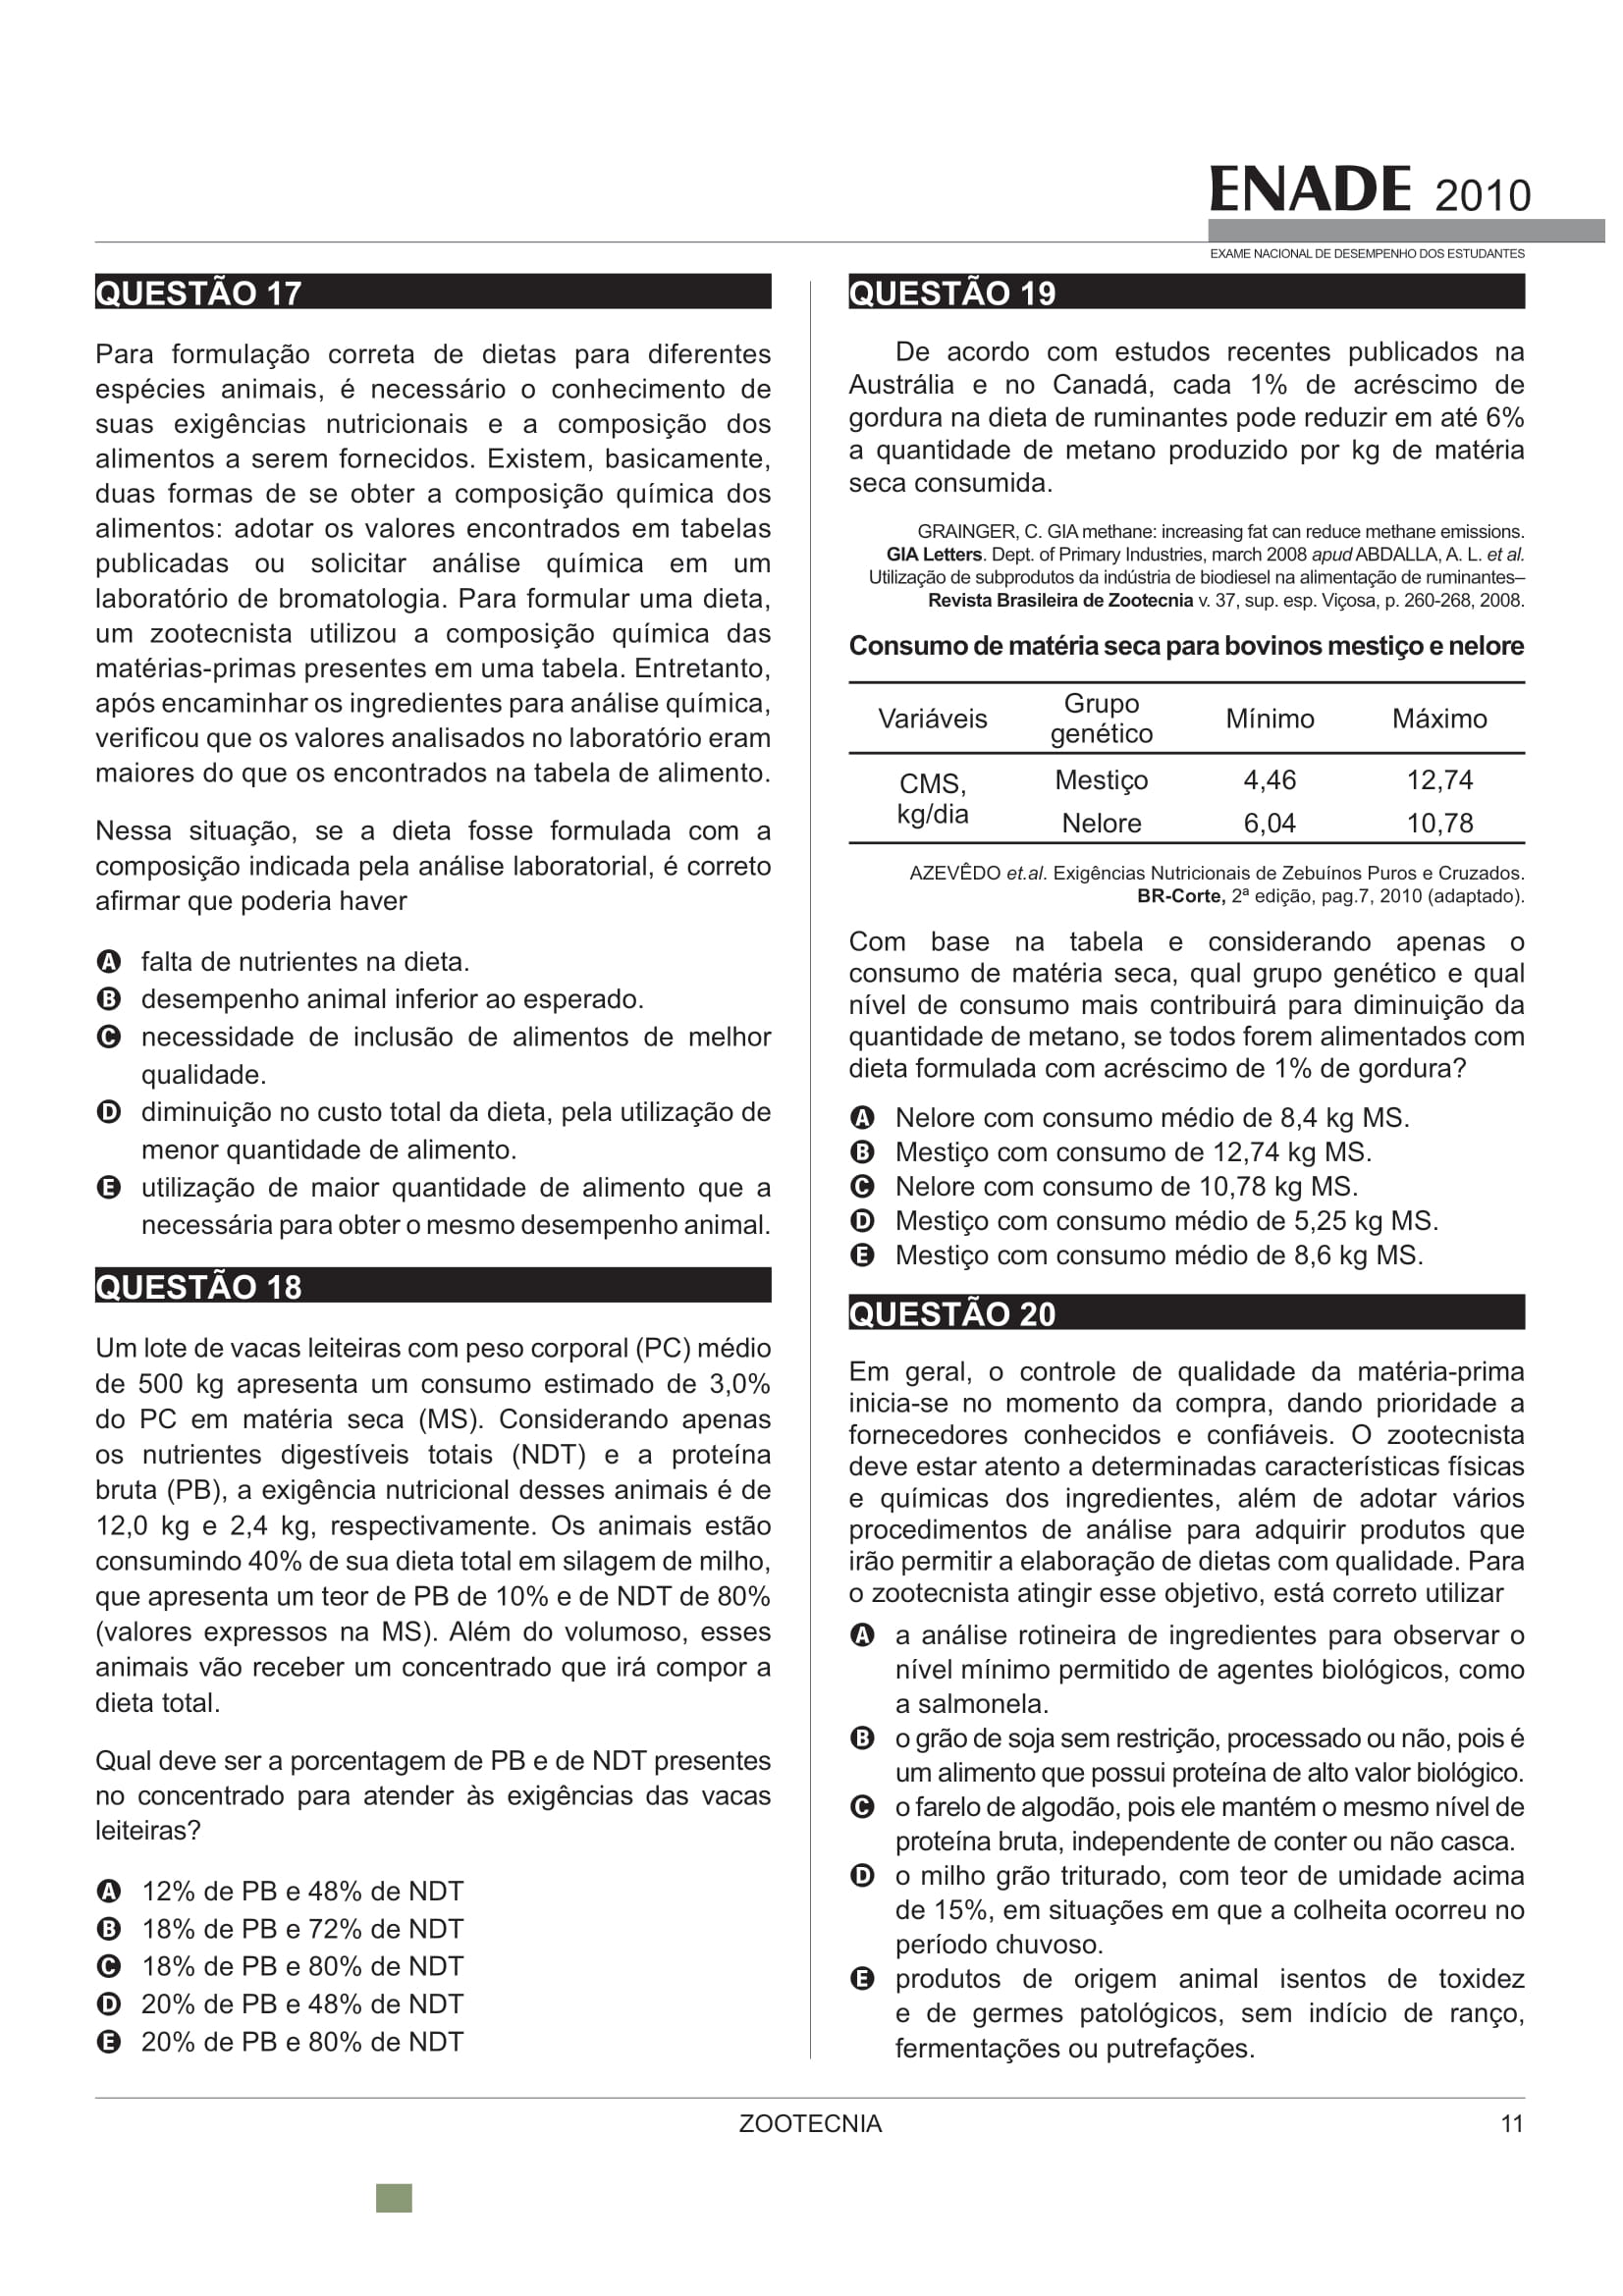 ENADE 2010
EXAME NACIONAL DE DESEMPENHO DOS ESTUDANTES
QUESTÃO 17
Para formulação correta de dietas para diferentes
espécies animais, é necessário o conhecimento de
suas exigências nutricionais e a composição dos
alimentos a serem fornecidos. Existem, basicamente,
duas formas de se obter a composição química dos
alimentos: adotar os valores encontrados em tabelas
publicadas ou solicitar análise química em um
laboratório de bromatologia. Para formular uma dieta,
um zootecnista utilizou a composição química das
matérias-primas presentes em uma tabela. Entretanto,
após encaminhar os ingredientes para análise química,
verificou que os valores analisados no laboratório eram
maiores do que os encontrados na tabela de alimento.
Nessa situação, se a dieta fosse formulada com a
composição indicada pela análise laboratorial, é correto
afirmar que poderia haver
A falta de nutrientes na dieta.
B desempenho animal inferior ao esperado.
C necessidade de inclusão de alimentos de melhor
qualidade.
D diminuição no custo total da dieta, pela utilização de
menor quantidade de alimento.
E utilização de maior quantidade de alimento que a
necessária para obter o mesmo desempenho animal.
QUESTÃO 18
Um lote de vacas leiteiras com peso corporal (PC) médio
de 500 kg apresenta um consumo estimado de 3,0%
do PC em matéria seca (MS). Considerando apenas
os nutrientes digestíveis totais (NDT) e a proteína
bruta (PB), a exigência nutricional desses animais é de
12,0 kg e 2,4 kg, respectivamente. Os animais estão
consumindo 40% de sua dieta total em silagem de milho,
que apresenta um teor de PB de 10% e de NDT de 80%
(valores expressos na MS). Além do volumoso, esses
animais vão receber um concentrado que irá compor a
dieta total.
Qual deve ser a porcentagem de PB e de NDT presentes
no concentrado para atender às exigências das vacas
leiteiras?
A 12% de PB e 48% de NDT
B 18% de PB e 72% de NDT
C 18% de PB e 80% de NDT
D 20% de PB e 48% de NDT
E 20% de PB e 80% de NDT
QUESTÃO 19
De acordo com estudos recentes publicados na
Austrália e no Canadá, cada 1% de acréscimo de
gordura na dieta de ruminantes pode reduzir em até 6%
a quantidade de metano produzido por kg de matéria
seca consumida.
GRAINGER, C. GIA methane: increasing fat can reduce methane emissions.
GIA Letters. Dept. of Primary Industries, march 2008 apud ABDALLA, A. L. et al.
Utilização de subprodutos da indústria de biodiesel na alimentação de ruminantes–
Revista Brasileira de Zootecnia v. 37, sup. esp. Viçosa, p. 260-268, 2008.
Consumo de matéria seca para bovinos mestiço e nelore
Variáveis Grupo genético Mínimo Máximo
CMS, kg/dia Mestiço 4,46 12,74
Nelore 6,04 10,78
AZEVÊDO et.al. Exigências Nutricionais de Zebuínos Puros e Cruzados.
BR-Corte, 2ª edição, pag.7, 2010 (adaptado).
Com base na tabela e considerando apenas o
consumo de matéria seca, qual grupo genético e qual
nível de consumo mais contribuirá para diminuição da
quantidade de metano, se todos forem alimentados com
dieta formulada com acréscimo de 1% de gordura?
A Nelore com consumo médio de 8,4 kg MS.
B Mestiço com consumo de 12,74 kg MS.
C Nelore com consumo de 10,78 kg MS.
D Mestiço com consumo médio de 5,25 kg MS.
E Mestiço com consumo médio de 8,6 kg MS.
QUESTÃO 20
Em geral, o controle de qualidade da matéria-prima
inicia-se no momento da compra, dando prioridade a
fornecedores conhecidos e confiáveis. O zootecnista
deve estar atento a determinadas características físicas
e químicas dos ingredientes, além de adotar vários
procedimentos de análise para adquirir produtos que
irão permitir a elaboração de dietas com qualidade. Para
o zootecnista atingir esse objetivo, está correto utilizar
A a análise rotineira de ingredientes para observar o
nível mínimo permitido de agentes biológicos, como
a salmonela.
B o grão de soja sem restrição, processado ou não, pois é
um alimento que possui proteína de alto valor biológico.
C o farelo de algodão, pois ele mantém o mesmo nível de
proteína bruta, independente de conter ou não casca.
D o milho grão triturado, com teor de umidade acima
de 15%, em situações em que a colheita ocorreu no
período chuvoso.
E produtos de origem animal isentos de toxidez
e de germes patológicos, sem indício de ranço,
fermentações ou putrefações.
ZOOTECNIA
11